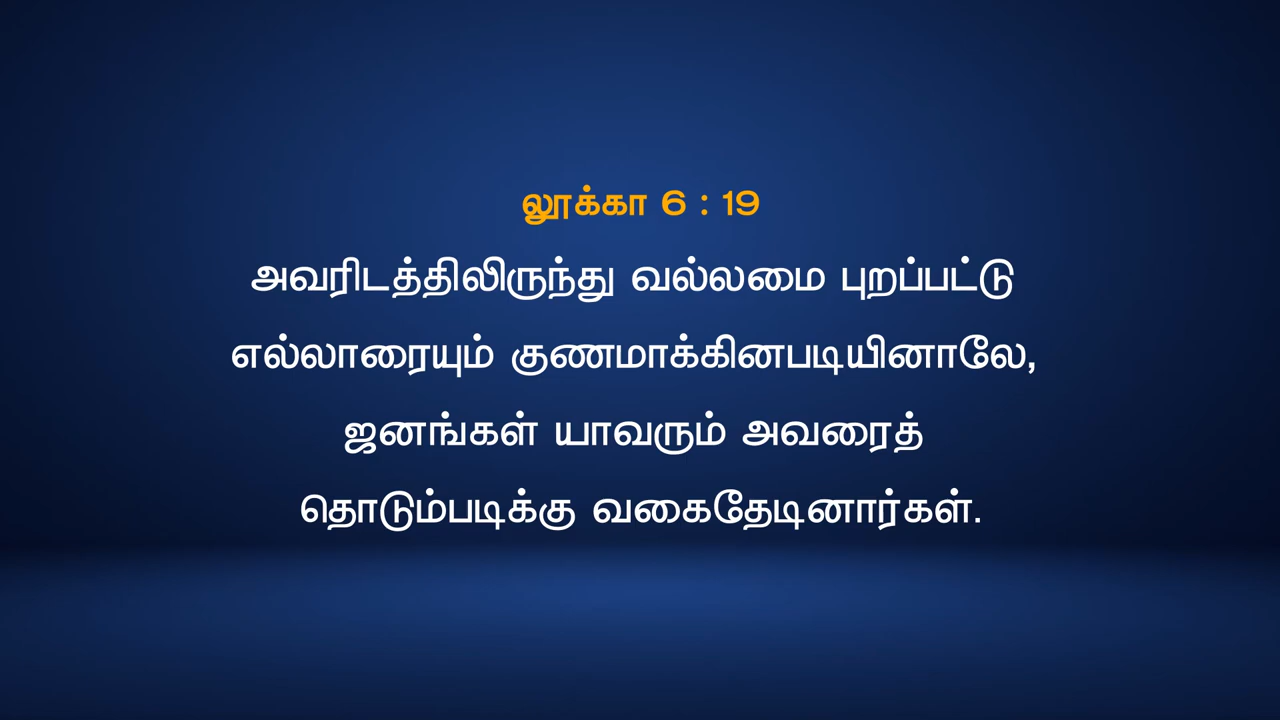 லூக்கா 6 : 19
அவரிடத்திலிருந்து வல்லமை புறப்பட்டு
எல்லாரையும் குணமாக்கினபடியினாலே,
ஜனங்கள் யாவரும் அவரைத்
தொடும்படிக்கு வகைதேடினார்கள்.